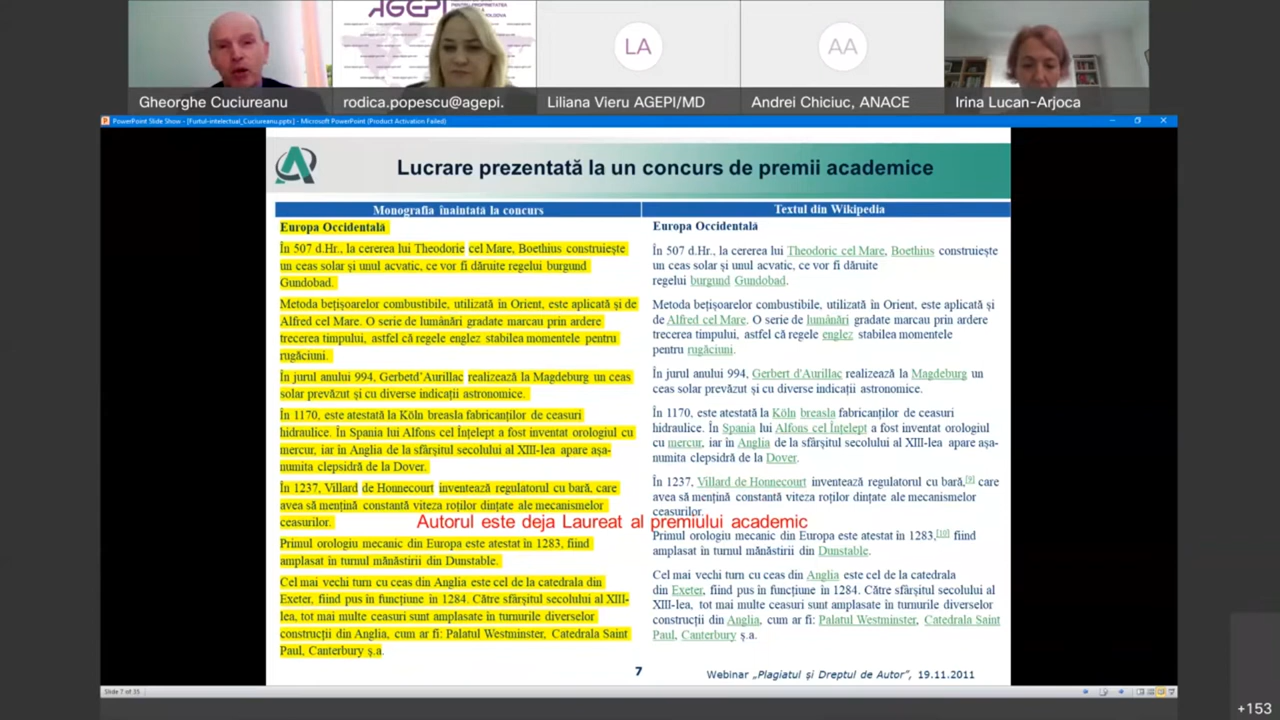 AGEPI
PROPRIETATEA
MOLDOVA
LA
AA
Gheorghe Cuciureanu
rodica.popescu@agepi.
Liliana Vieru AGEPI/MD
Andrei Chiciuc, ANACE
Irina Lucan-Arjoca
PowerPoint Slide Show - [Furtul-intelectual_Cuciureanu.pptx] - Microsoft PowerPoint (Product Activation Failed)
Lucrare prezentată la un concurs de premii academice
Monografia înaintată la concurs
Europa Occidentală
În 507 d.Hr., la cererea lui Theodorie cel Mare, Boethius construiește
un ceas solar și unul acvatic, ce vor fi dăruite regelui burgund
Gundobad.
Metoda bețișoarelor combustibile, utilizată în Orient, este aplicată și de
Alfred cel Mare. O serie de lumânări gradate marcau prin ardere
trecerea timpului, astfel că regele englez stabilea momentele pentru
rugăciuni.
În jurul anului 994, Gerbetd’Aurillac realizează la Magdeburg un ceas
solar prevăzut și cu diverse indicații astronomice.
În 1170, este atestată la Köln breasla fabricanților de ceasuri
hidraulice. În Spania lui Alfons cel Înțelept a fost inventat orologiul cu
mercur, iar în Anglia de la sfârșitul secolului al XIII-lea apare așa-
numita clepsidră de la Dover.
În 1237, Villard de Honnecourt inventează regulatorul cu bară, care
avea să mențină constantă viteza roților dințate ale mecanismelor
ceasurilor.
Primul orologiu mecanic din Europa este atestat în 1283, fiind
amplasat în turnul mănăstirii din Dunstable.
Cel mai vechi turn cu ceas din Anglia este cel de la catedrala din
Exeter, fiind pus în funcțiune în 1284. Către sfârșitul secolului al XIII-
lea, tot mai multe ceasuri sunt amplasate în turnurile diverselor
construcții din Anglia, cum ar fi: Palatul Westminster, Catedrala Saint
Paul, Canterbury ș.a.
Textul din Wikipedia
Europa Occidentală
În 507 d.Hr., la cererea lui Theodoric cel Mare, Boethius construiește
un ceas solar și unul acvatic, ce vor fi dăruite
regelui burgund Gundobad.
Metoda bețișoarelor combustibile, utilizată în Orient, este aplicată și
de Alfred cel Mare. O serie de lumânări gradate marcau prin ardere
trecerea timpului, astfel că regele englez stabilea momentele
pentru rugăciuni.
În jurul anului 994, Gerbert d'Aurillac realizează la Magdeburg un
ceas solar prevăzut și cu diverse indicații astronomice.
În 1170, este atestată la Köln breasla fabricanților de ceasuri
hidraulice. În Spania lui Alfons cel Înțelept a fost inventat orologiul
cu mercur, iar în Anglia de la sfârșitul secolului al XIII-lea apare așa-
numita clepsidră de la Dover.
În 1237, Villard de Honnecourt inventează regulatorul cu bară,[9] care
avea să mențină constantă viteza roților dințate ale mecanismelor
ceasurilor.
Primul orologiu mecanic din Europa este atestat în 1283,[10] fiind
amplasat în turnul mănăstirii din Dunstable.
Cel mai vechi turn cu ceas din Anglia este cel de la catedrala
din Exeter, fiind pus în funcțiune în 1284. Către sfârșitul secolului al
XIII-lea, tot mai multe ceasuri sunt amplasate în turnurile diverselor
construcții din Anglia, cum ar fi: Palatul Westminster, Catedrala Saint
Paul, Canterbury ș.a.
Autorul este deja Laureat al premiului academic
7
Webinar „Plagiatul și Dreptul de Autor”, 19.11.2011
Slide 7 of 35
+153